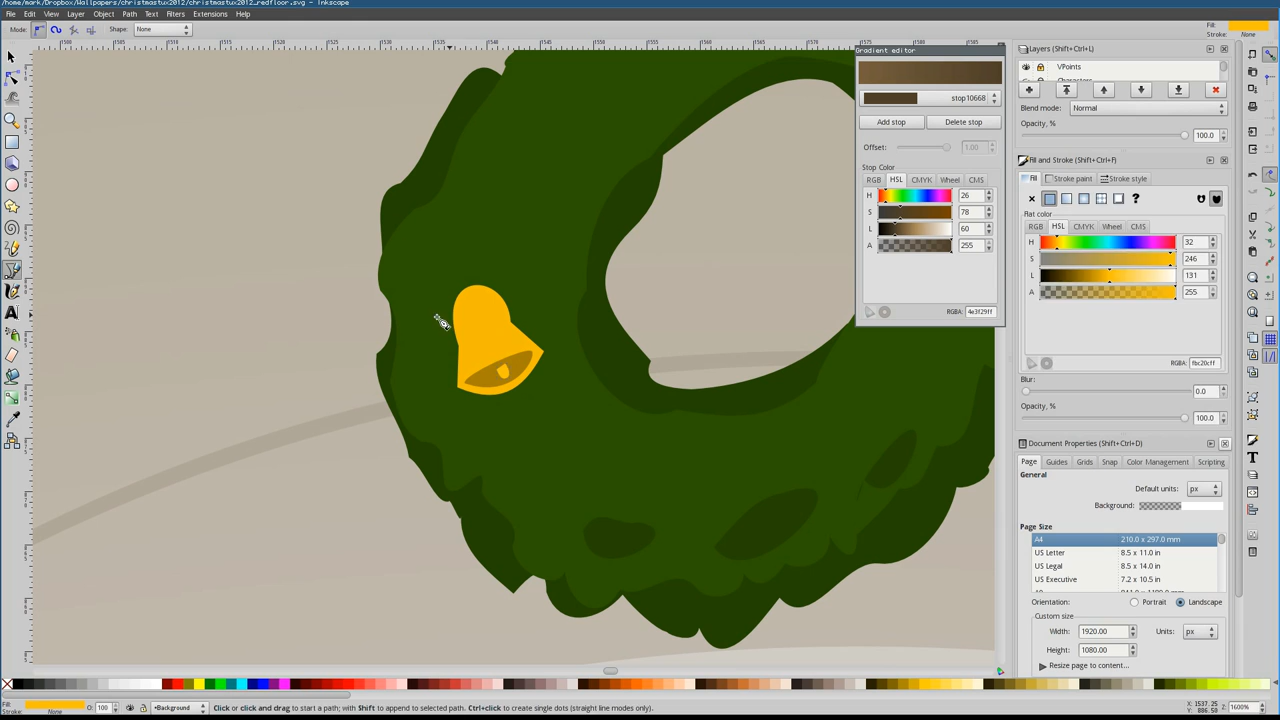 /home/mark/Dropbox/Wallpapers/christmastux2012/christmastux2012_redfloor.svg - Inkscape
File Edit View Layer Object Path Text Filters Extensions Help
Mode: Shape: None
Fill:
Stroke: None
Gradient editor
stop10668
Add stop Delete stop
Offset: 1.00
Stop Color
RGB HSL CMYK Wheel CMS
H 26
S 78
L 60
A 255
RGBA: 4e3f29ff
Layers (Shift+Ctrl+L)
VPoints
Characters
Blend mode: Normal
Opacity, % 100.0
Fill and Stroke (Shift+Ctrl+F)
Fill Stroke paint Stroke style
Flat color
RGB HSL CMYK Wheel CMS
H 32
S 246
L 131
A 255
RGBA: fbc20cff
Blur:
0.0
Opacity, %
100.0
Document Properties (Shift+Ctrl+D)
Page Guides Grids Snap Color Management Scripting
General
Default units: px
Background:
Page Size
A4 210.0 x 297.0 mm
US Letter 8.5 x 11.0 in
US Legal 8.5 x 14.0 in
US Executive 7.2 x 10.5 in
Orientation: Portrait Landscape
Custom size
Width: 1920.00 Units: px
Height: 1080.00
Resize page to content...
Fill:
Stroke: None
O: 100
•Background
Click or click and drag to start a path; with Shift to append to selected path. Ctrl+click to create single dots (straight line modes only).
X: 1537.25
Y: 886.58
Z: 1600%